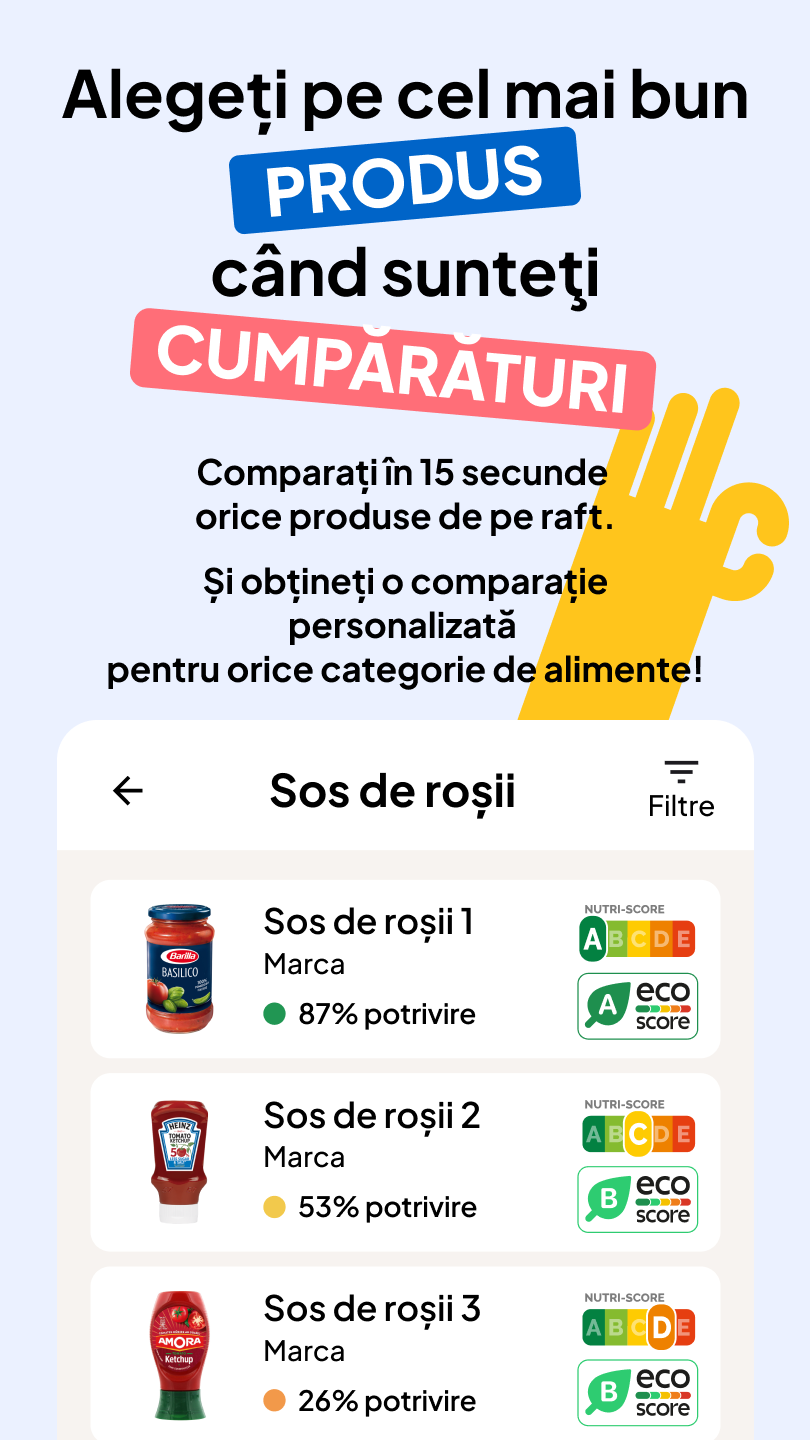 Alegeți pe cel mai bun
PRODUS
când sunteţi
CUMPĂRĂTURI
Comparați în 15 secunde
orice produse de pe raft.
Și obțineți o comparație
personalizată
pentru orice categorie de alimente!
Sos de roșii
Filtre
Barilla
BASILICO
Sos de roșii 1
Marca
87% potrivire
NUTRI-SCORE
A B C D E
A eco
score
HEINZ
TOMATO
KETCHUP
50%
Sos de roșii 2
Marca
53% potrivire
NUTRI-SCORE
A B C D E
B eco
score
AMORA
Ketchup
Sos de roșii 3
Marca
26% potrivire
NUTRI-SCORE
A B C D E
B eco
score